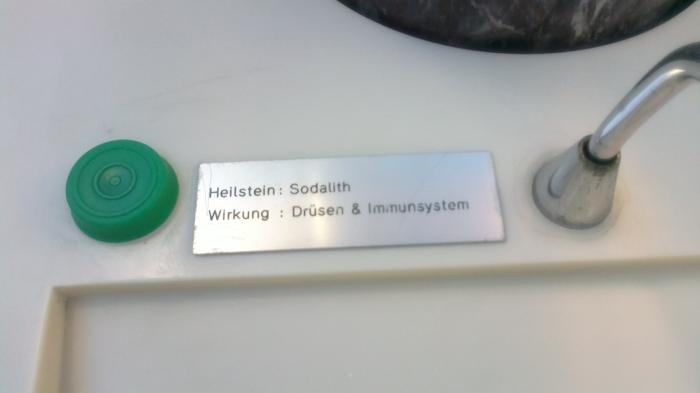 Heilstein : Sodalith
Wirkung : Drüsen & Immunsystem